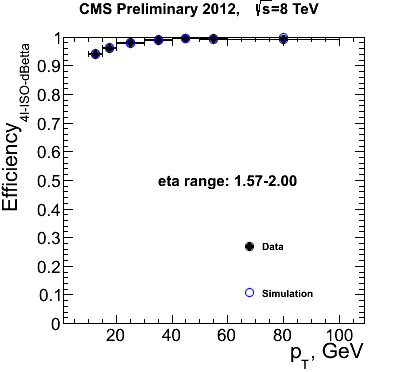 CMS Preliminary 2012, √s=8 TeV
Efficiency4l-ISO-dBetta
1
0.9
0.8
0.7
0.6
0.5
0.4
0.3
0.2
0.1
0
eta range: 1.57-2.00
Data
Simulation
20 40 60 80 100
pT, GeV